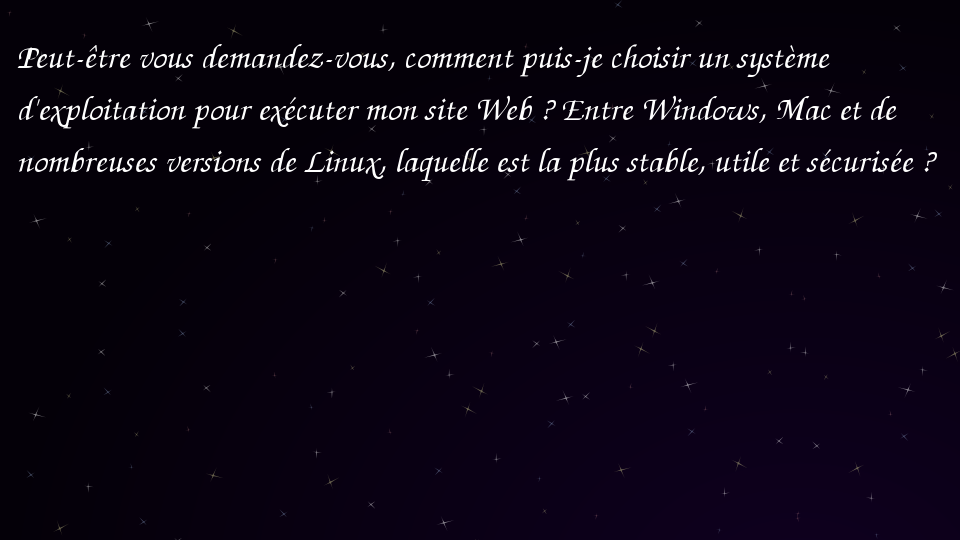 Peut-être vous demandez-vous, comment puis-je choisir un système
d'exploitation pour exécuter mon site Web ? Entre Windows, Mac et de
nombreuses versions de Linux, laquelle est la plus stable, utile et sécurisée ?